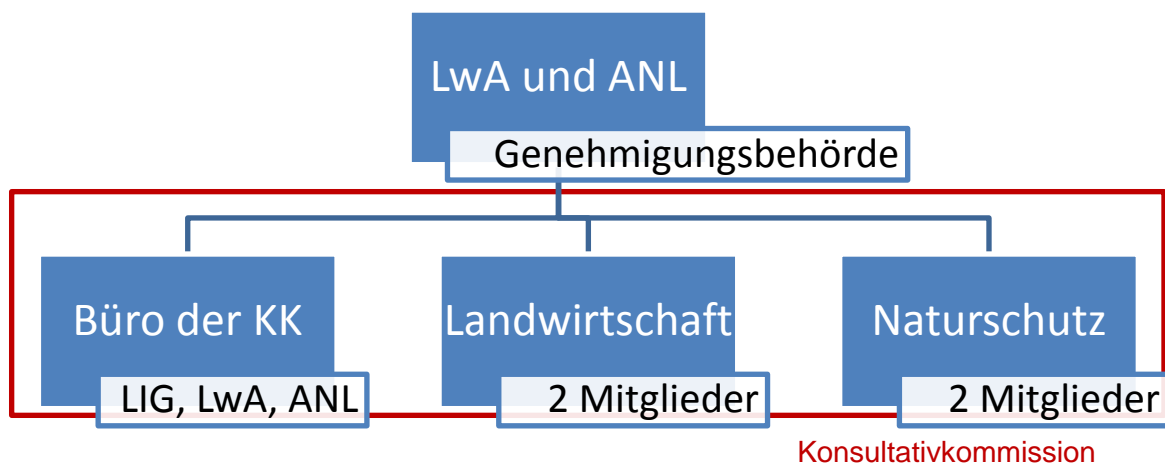 LwA und ANL
Genehmigungsbehörde
Büro der KK
LIG, LwA, ANL
Landwirtschaft
2 Mitglieder
Naturschutz
2 Mitglieder
Konsultativkommission